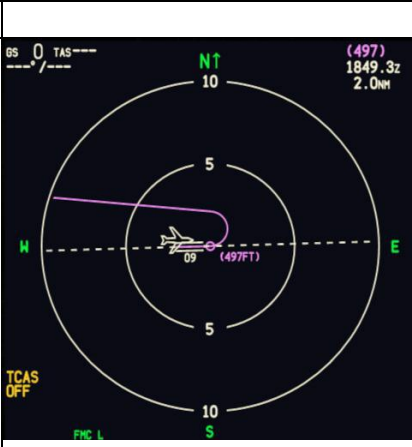 GS 0 TAS---
---°/---
(497)
1849.3Z
2.0NM
N↑
10
5
W
E
09
(497FT)
5
TCAS
OFF
10
FMC L
S